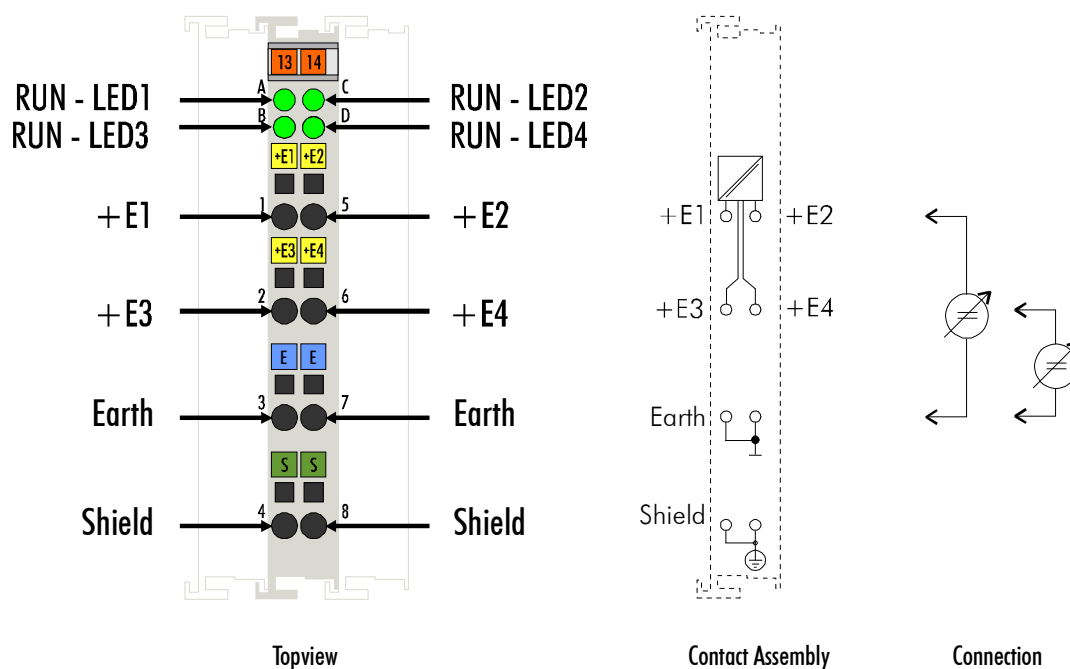 13 14
A C
RUN - LED1 RUN - LED2
B D
RUN - LED3 RUN - LED4
+E1 +E2
1 5
+E1 +E2
+E3 +E4
2 6
+E3 +E4
E E
3 7
Earth Earth
S S
4 8
Shield Shield
Topview
+E1 +E2
+E3 +E4
Earth
Shield
Contact Assembly
Connection